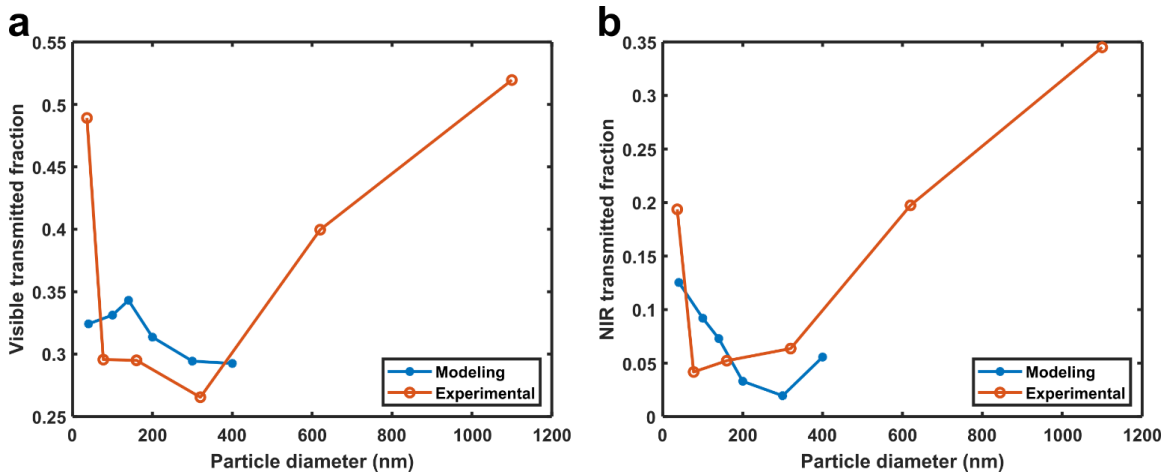 a
0.55
0.5
0.45
0.4
0.35
0.3
0.25
Visible transmitted fraction
0 200 400 600 800 1000 1200
Particle diameter (nm)
Modeling
Experimental
b
0.35
0.3
0.25
0.2
0.15
0.1
0.05
0
NIR transmitted fraction
0 200 400 600 800 1000 1200
Particle diameter (nm)
Modeling
Experimental